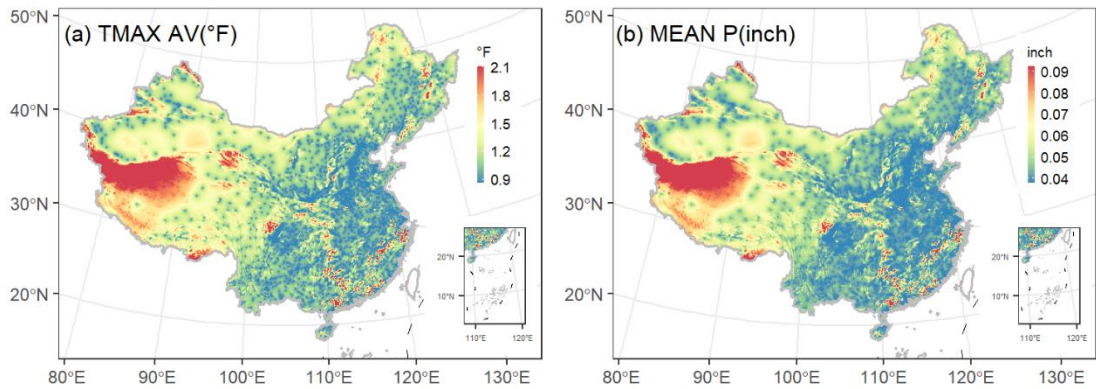 (a) TMAX AV(°F)
°F
2.1
1.8
1.5
1.2
0.9
50°N
40°N
30°N
20°N
80°E 90°E 100°E 110°E 120°E 130°E
20°N
10°N
110°E 120°E
(b) MEAN P(inch)
inch
0.09
0.08
0.07
0.06
0.05
0.04
50°N
40°N
30°N
20°N
80°E 90°E 100°E 110°E 120°E 130°E
20°N
10°N
110°E 120°E